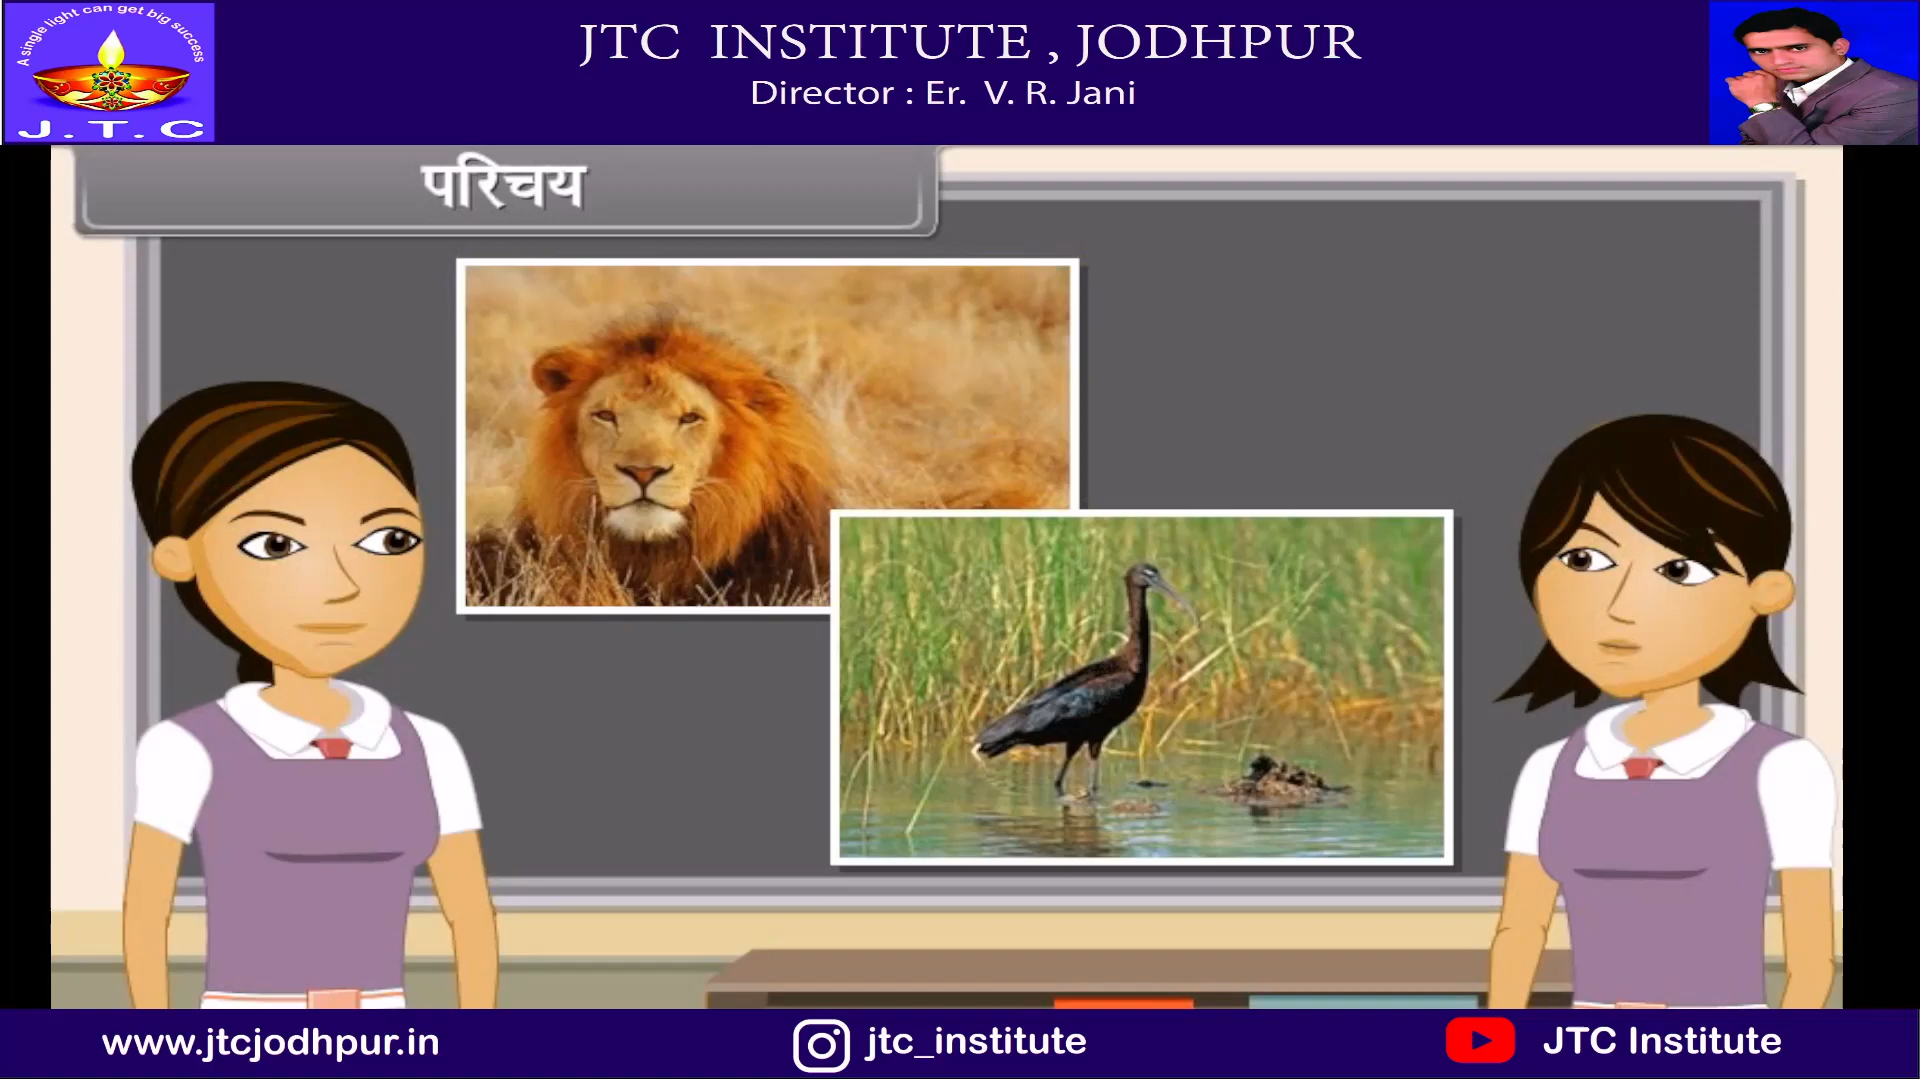 A single light can get big success
J.T.C
JTC INSTITUTE , JODHPUR
Director : Er. V. R. Jani
परिचय
www.jtcjodhpur.in
jtc_institute
JTC Institute